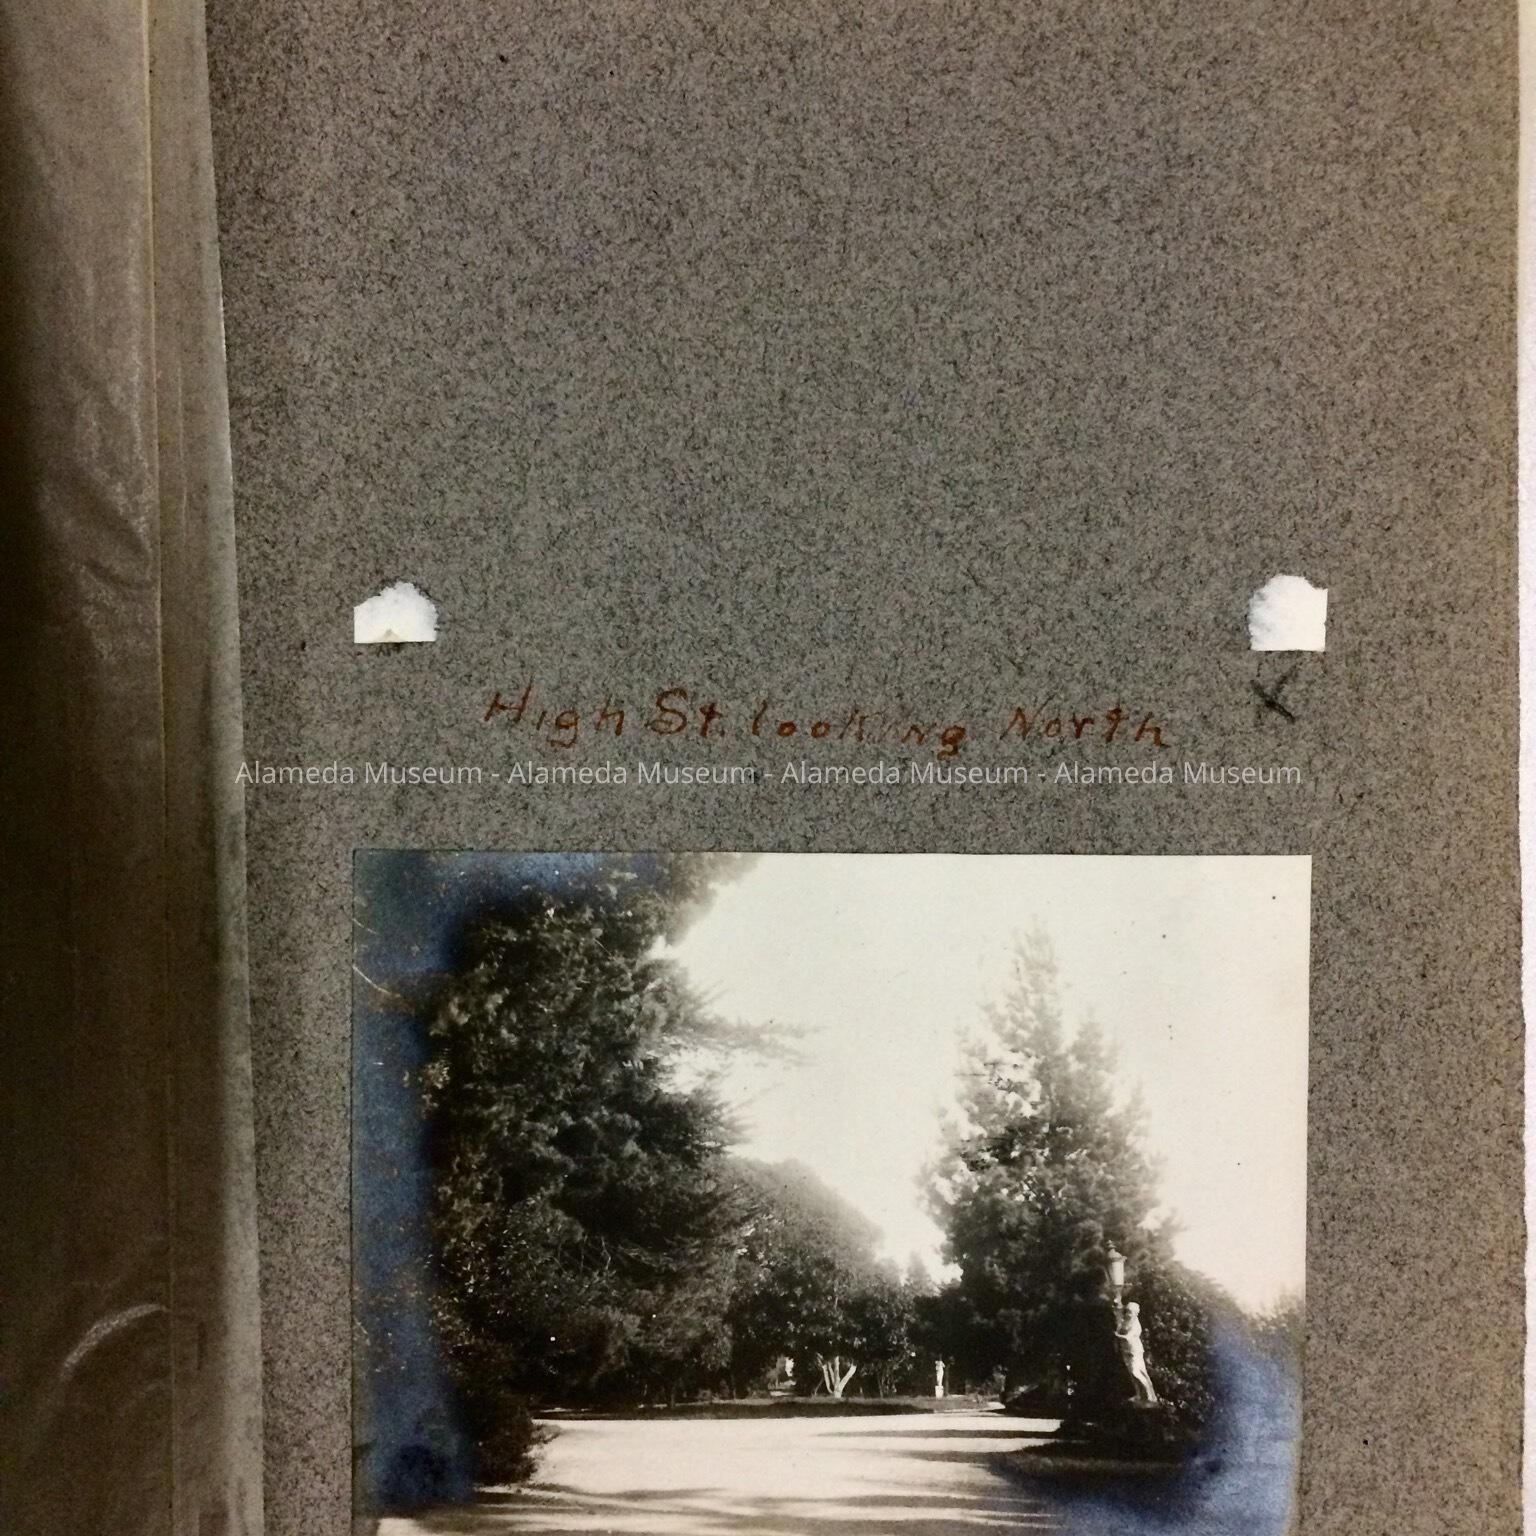 High St. looking North
X
Alameda Museum - Alameda Museum - Alameda Museum - Alameda Museum